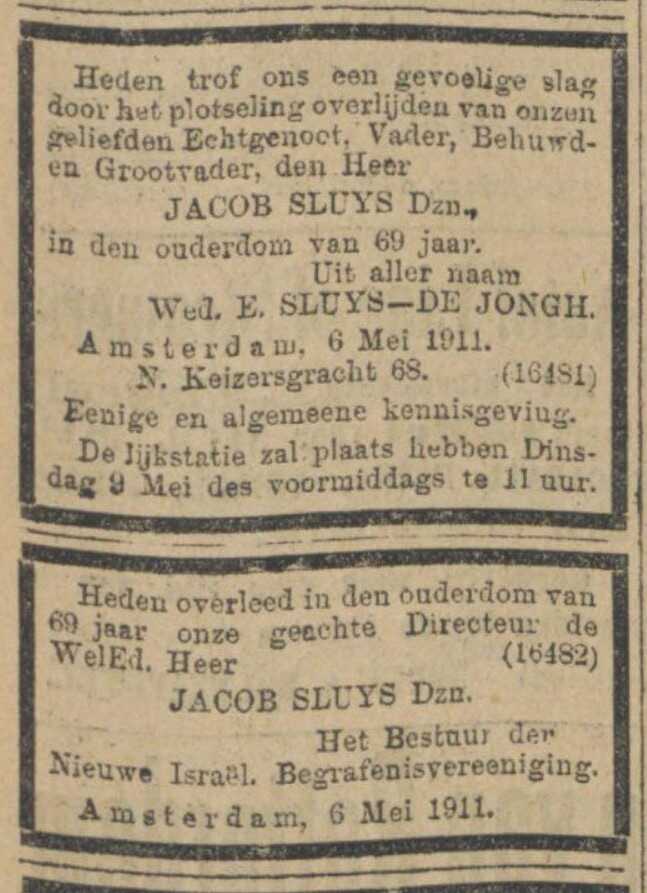 Heden trof ons een gevoelige slag
door het plotseling overlijden van onzen
geliefden Echtgenoot, Vader, Behuwd-
en Grootvader, den Heer
JACOB SLUYS Dzn.,
in den ouderdom van 69 jaar.
Uit aller naam
Wed. E. SLUYS—DE JONGH.
Amsterdam, 6 Mei 1911.
N. Keizersgracht 68. (16481)
Eenige en algemeene kennisgeving.
De lijkstatie zal plaats hebben Dins-
dag 9 Mei des voormiddags te 11 uur.
Heden overleed in den ouderdom van
69 jaar onze geachte Directeur de
WelEd. Heer (16482)
JACOB SLUYS Dzn.
Het Bestuur der
Nieuwe Israël. Begrafenisvereeniging.
Amsterdam, 6 Mei 1911.